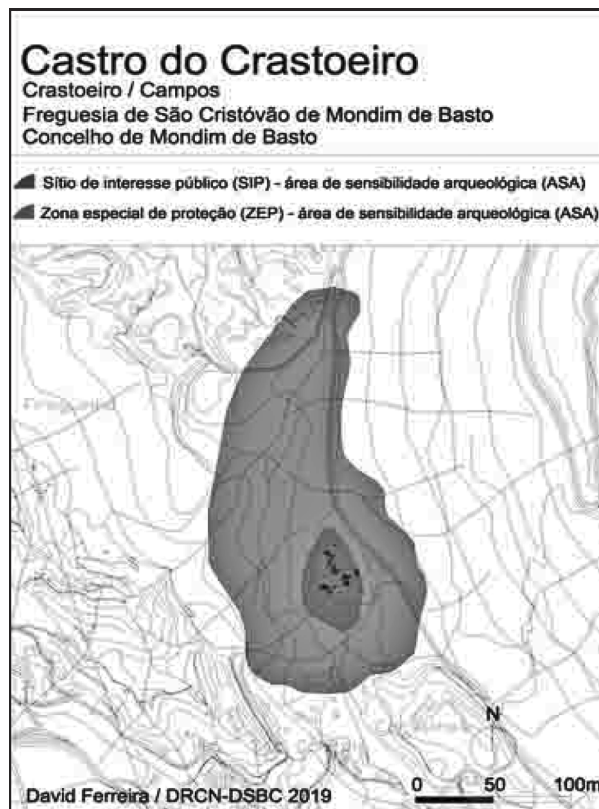 Castro do Crastoeiro
Crastoeiro / Campos
Freguesia de São Cristóvão de Mondim de Basto
Concelho de Mondim de Basto
Sítio de interesse público (SIP) - área de sensibilidade arqueológica (ASA)
Zona especial de proteção (ZEP) - área de sensibilidade arqueológica (ASA)
N
David Ferreira / DRCN-DSBC 2019
0 50 100m